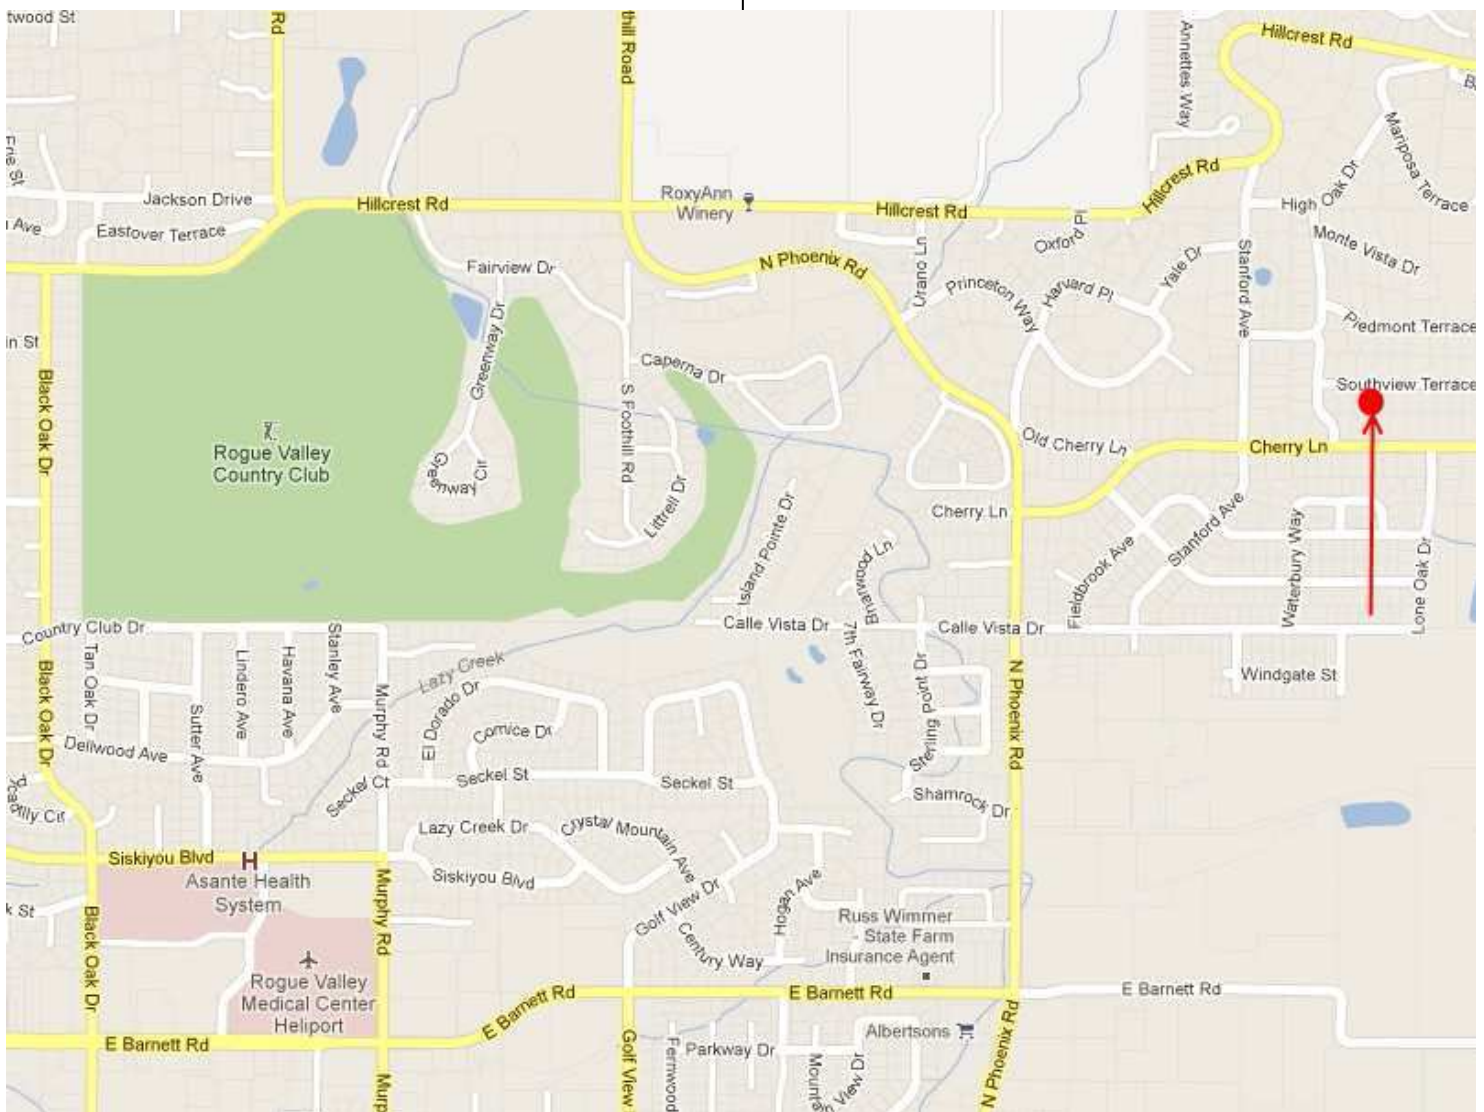 twood St
Rd
thill Road
Annettes Way
Hillcrest Rd
B
Erie St
Mariposa Terrace
Jackson Drive
Hillcrest Rd
RoxyAnn
Winery
Hillcrest Rd
Hillcrest Rd
High Oak Dr
Ave
Eastover Terrace
Oxford Pl
Monte Vista Dr
Fairview Dr
N Phoenix Rd
Urano Ln
Princeton Way
Harvard Pl
Yale Dr
Stanford Ave
Piedmont Terrace
in St
Greenway Dr
Caperna Dr
Southview Terrace
Black Oak Dr
S Foothill Rd
Rogue Valley
Country Club
Old Cherry Ln
Cherry Ln
Greenway Cir
Littrell Dr
Island Pointe Dr
Cherry Ln
Briarwood Ln
Fieldbrook Ave
Stanford Ave
Waterbury Way
Lone Oak Dr
Country Club Dr
Calle Vista Dr
Calle Vista Dr
7th Fairway Dr
Tan Oak Dr
Lindero Ave
Havana Ave
Stanley Ave
Lazy Creek
Black Oak Dr
Murphy Rd
El Dorado Dr
Sterling point Dr
N Phoenix Rd
Windgate St
Sutter Ave
Dellwood Ave
Comice Dr
Seckel Ct
Seckel St
Seckel St
Shamrock Dr
Lazy Creek Dr
Crystal Mountain Ave
Siskiyou Blvd
H
Asante Health
System
Siskiyou Blvd
k St
Black Oak Dr
Murphy Rd
Golf View Dr
Hogan Ave
Russ Wimmer
- State Farm
Insurance Agent
Century Way
Rogue Valley
Medical Center
Heliport
E Barnett Rd
E Barnett Rd
E Barnett Rd
E Barnett Rd
Albertsons
Golf View
Fernwood
Parkway Dr
N Phoenix Rd
Murp
View Dr